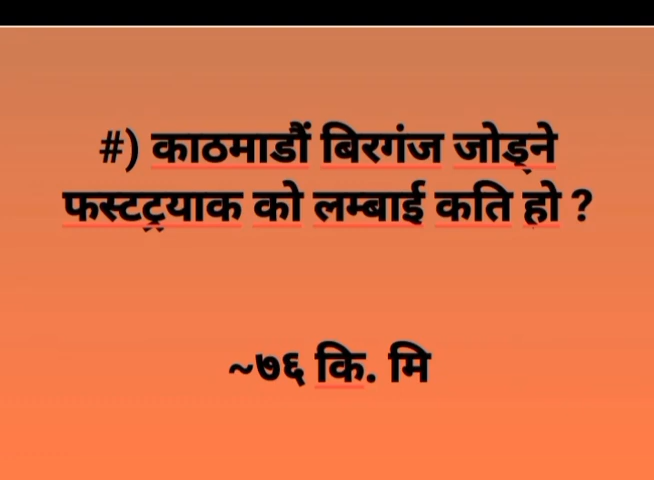 #) काठमाडौं बिरगंज जोड्ने
फस्टट्रयाक को लम्बाई कति हो ?
~७६ कि. मि